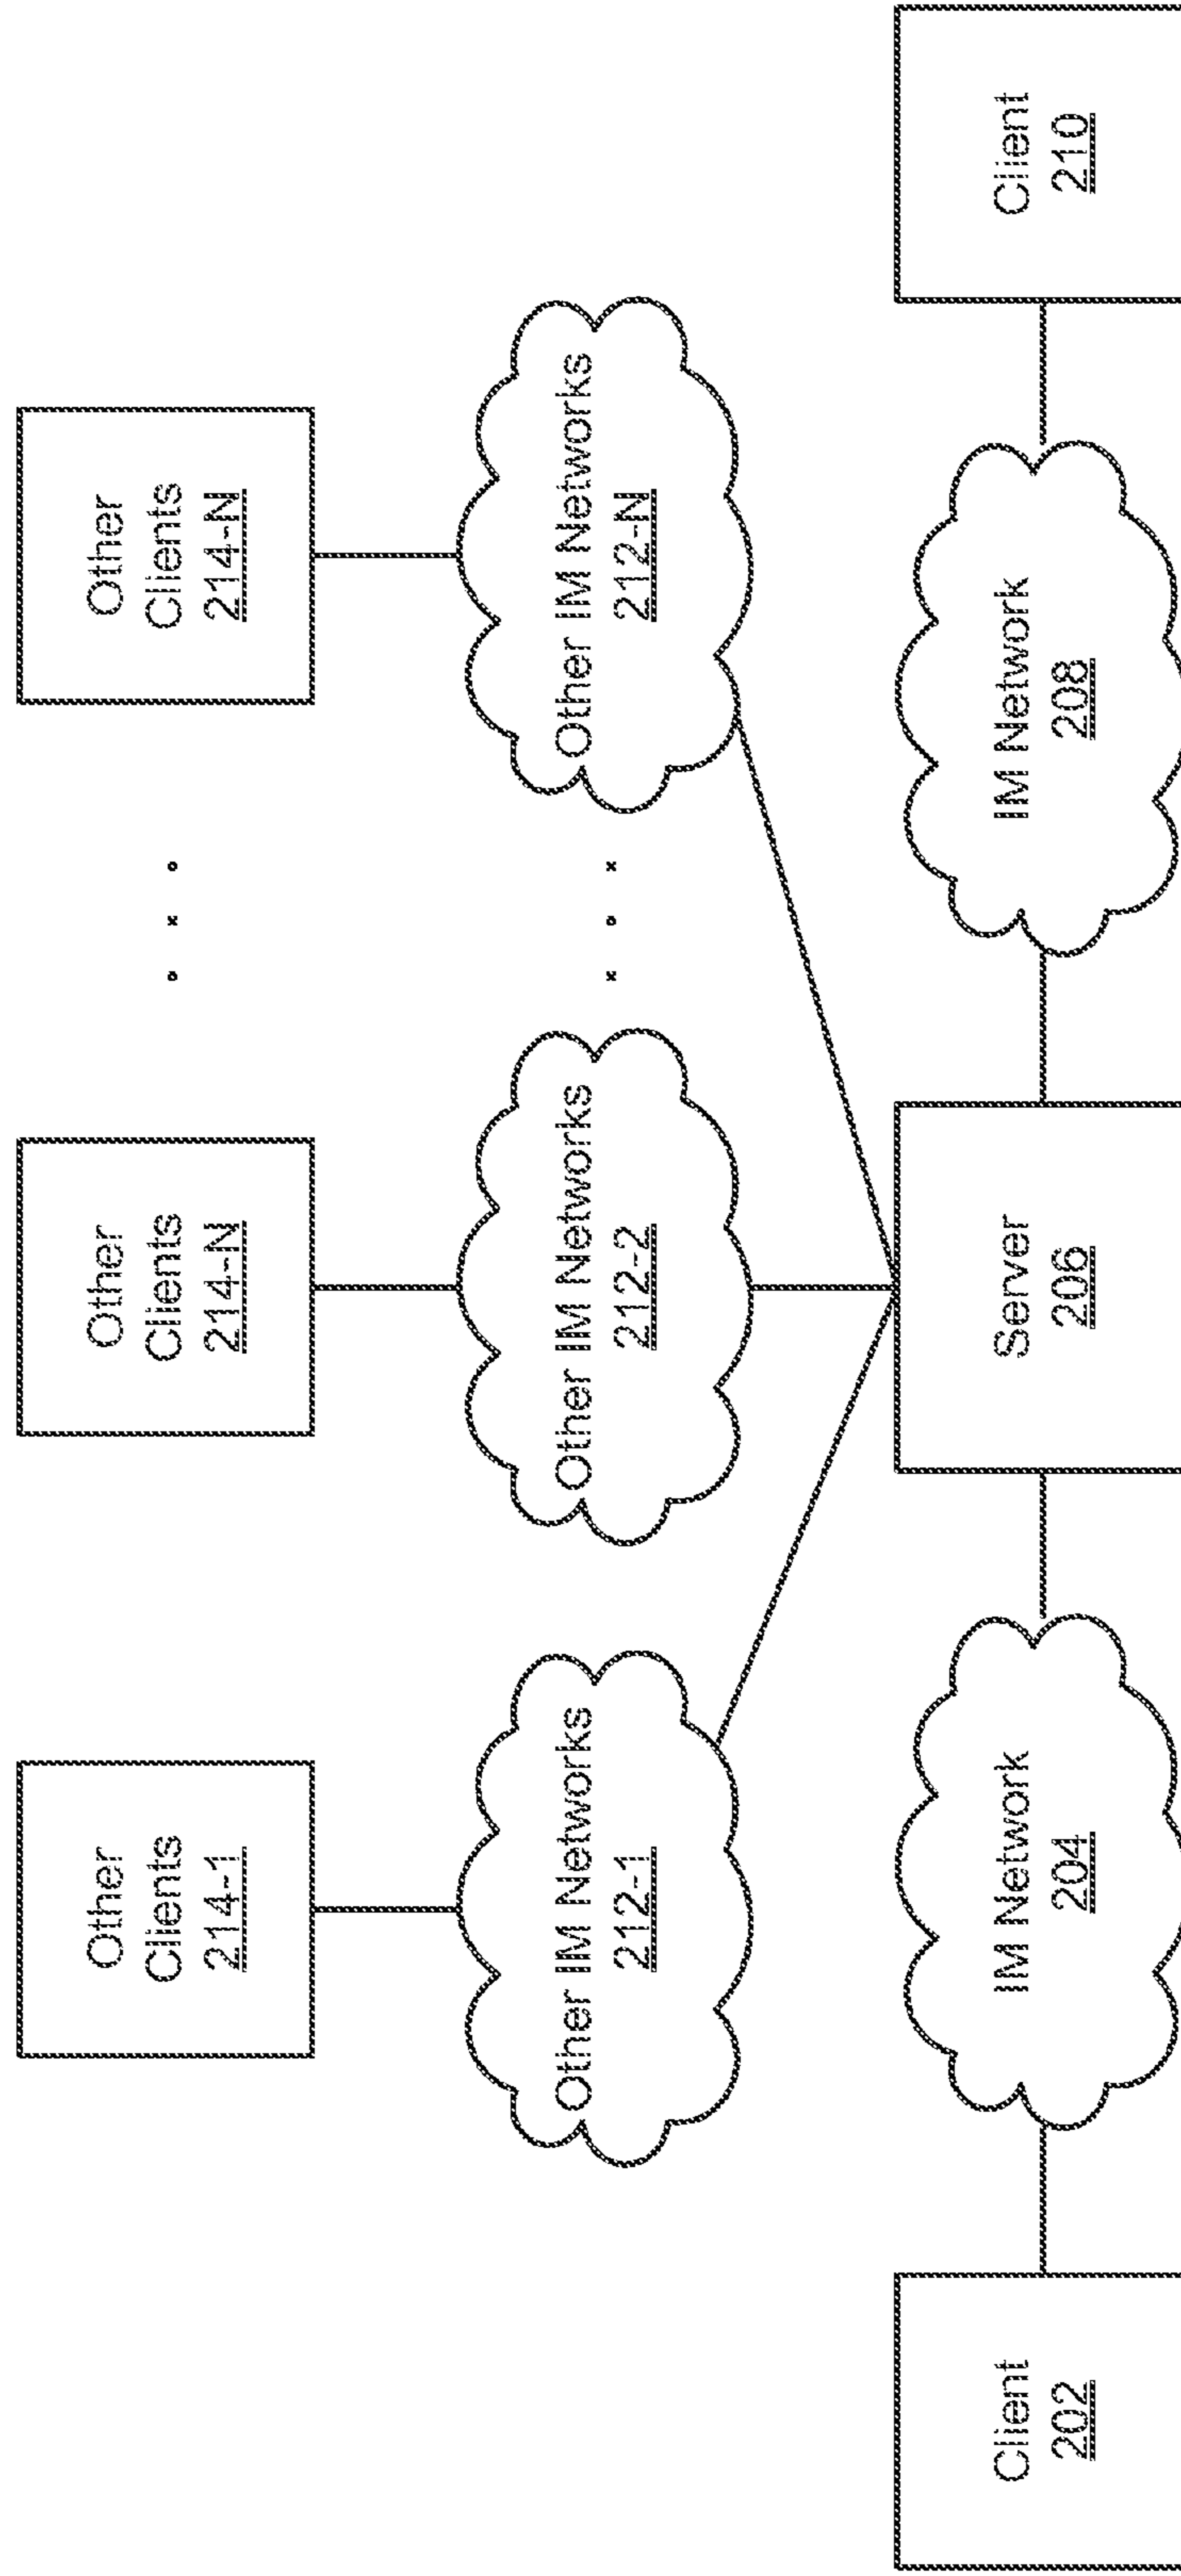 Other
Clients
214-1
Other
Clients
214-N
Other
Clients
214-N
Other IM Networks
212-1
Other IM Networks
212-2
Other IM Networks
212-N
Client
202
IM Network
204
Server
206
IM Network
208
Client
210